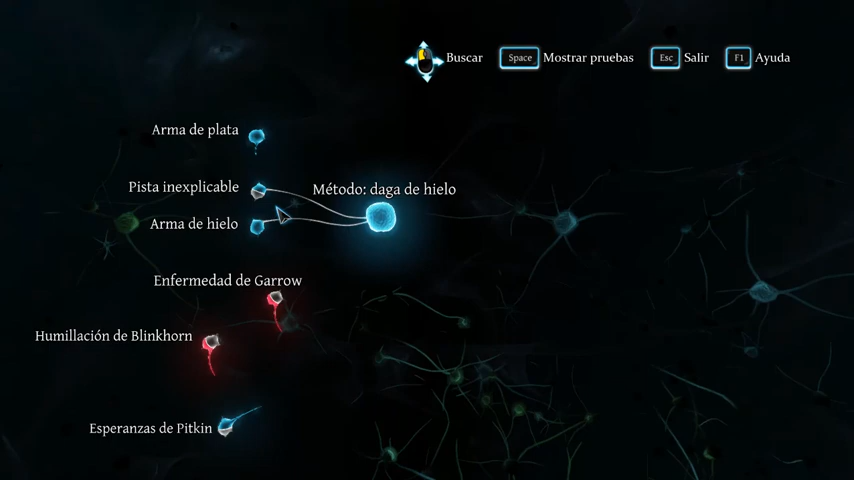 Buscar
Space Mostrar pruebas
Esc Salir
F1 Ayuda
Arma de plata
Pista inexplicable
Método: daga de hielo
Arma de hielo
Enfermedad de Garrow
Humillación de Blinkhorn
Esperanzas de Pitkin